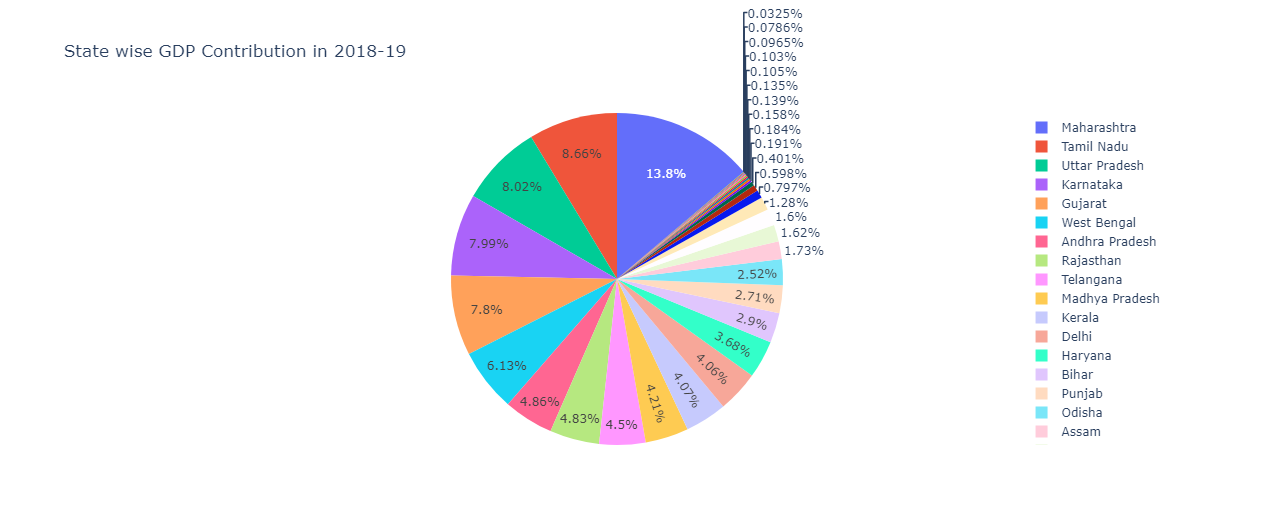 State wise GDP Contribution in 2018-19
0.0325%
0.0786%
0.0965%
0.103%
0.105%
0.135%
0.139%
0.158%
0.184%
0.191%
0.401%
0.598%
0.797%
1.28%
1.6%
1.62%
1.73%
2.52%
2.71%
2.9%
3.68%
4.06%
4.07%
4.21%
4.5%
4.83%
4.86%
6.13%
7.8%
7.99%
8.02%
8.66%
13.8%
Maharashtra
Tamil Nadu
Uttar Pradesh
Karnataka
Gujarat
West Bengal
Andhra Pradesh
Rajasthan
Telangana
Madhya Pradesh
Kerala
Delhi
Haryana
Bihar
Punjab
Odisha
Assam